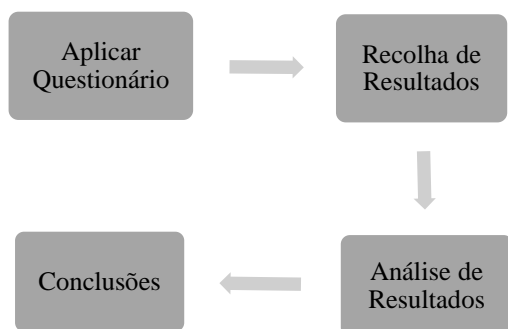 Aplicar
Questionário
Recolha de
Resultados
Análise de
Resultados
Conclusões